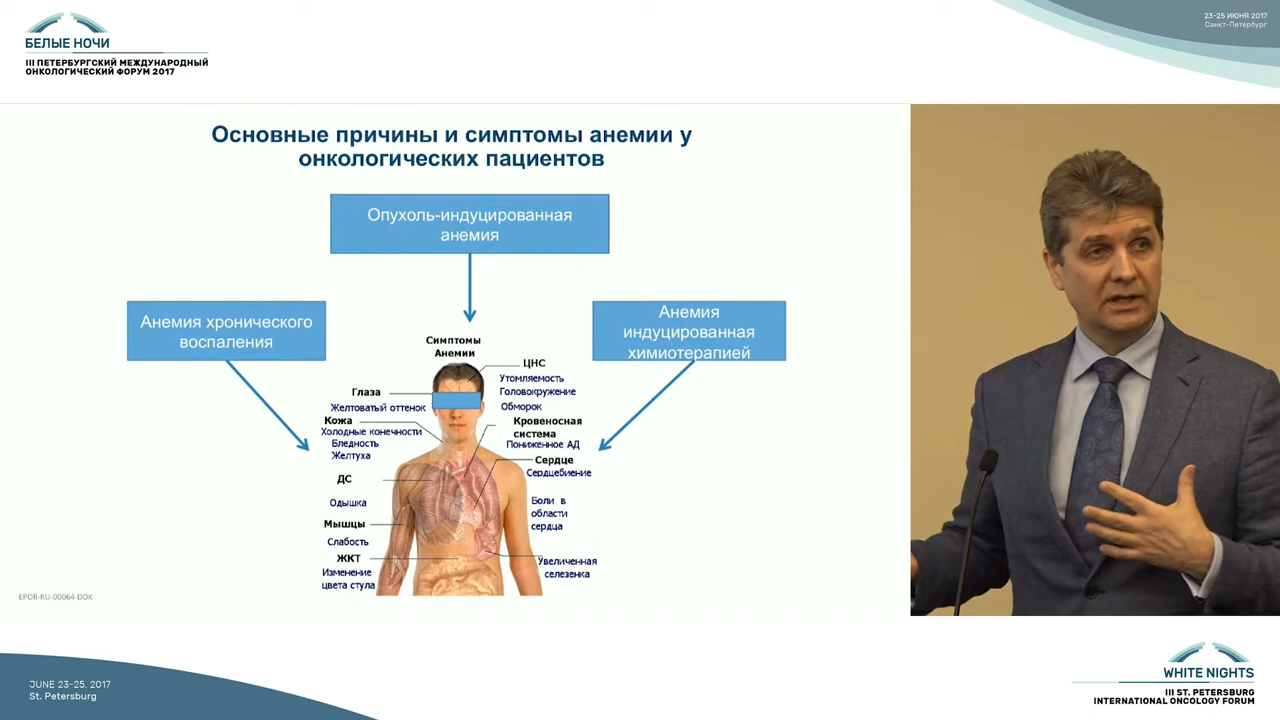 БЕЛЫЕ НОЧИ
III ПЕТЕРБУРГСКИЙ МЕЖДУНАРОДНЫЙ
ОНКОЛОГИЧЕСКИЙ ФОРУМ 2017
23-25 ИЮНЯ 2017
Санкт-Петербург
Основные причины и симптомы анемии у
онкологических пациентов
Опухоль-индуцированная
анемия
Анемия хронического
воспаления
Анемия
индуцированная
химиотерапией
Симптомы
Анемии
ЦНС
Утомляемость
Головокружение
Обморок
Глаза
Желтоватый оттенок
Кожа
Холодные конечности
Бледность
Желтуха
Кровеносная
система
Пониженное АД
Сердце
Сердцебиение
ДС
Одышка
Боли в
области
сердца
Мышцы
Слабость
ЖКТ
Изменение
цвета стула
Увеличенная
селезенка
EPOR-RU-00064-DOK
JUNE 23-25, 2017
St. Petersburg
WHITE NIGHTS
III ST. PETERSBURG
INTERNATIONAL ONCOLOGY FORUM